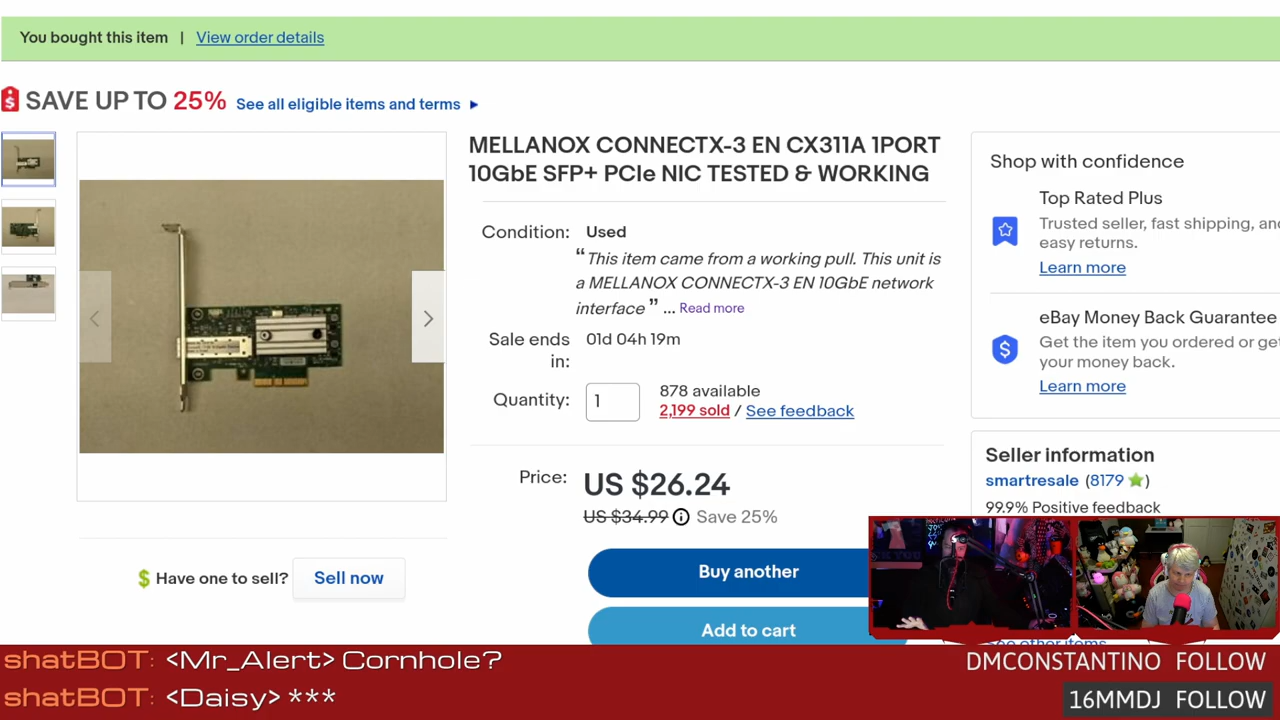 You bought this item | View order details
SAVE UP TO 25% See all eligible items and terms
MELLANOX CONNECTX-3 EN CX311A 1PORT
10GbE SFP+ PCIe NIC TESTED & WORKING
Condition: Used
“This item came from a working pull. This unit is
a MELLANOX CONNECTX-3 EN 10GbE network
interface ” ... Read more
Sale ends in: 01d 04h 19m
Quantity: 1 878 available
2,199 sold / See feedback
Price: US $26.24
US $34.99 Save 25%
Buy another
Add to cart
$ Have one to sell? Sell now
Shop with confidence
Top Rated Plus
Trusted seller, fast shipping, and
easy returns.
Learn more
eBay Money Back Guarantee
Get the item you ordered or get
your money back.
Learn more
Seller information
smartresale (8179)
99.9% Positive feedback
See other items
shatBOT: <Mr_Alert> Cornhole?
shatBOT: <Daisy> ***
DMCONSTANTINO FOLLOW
16MMDJ FOLLOW